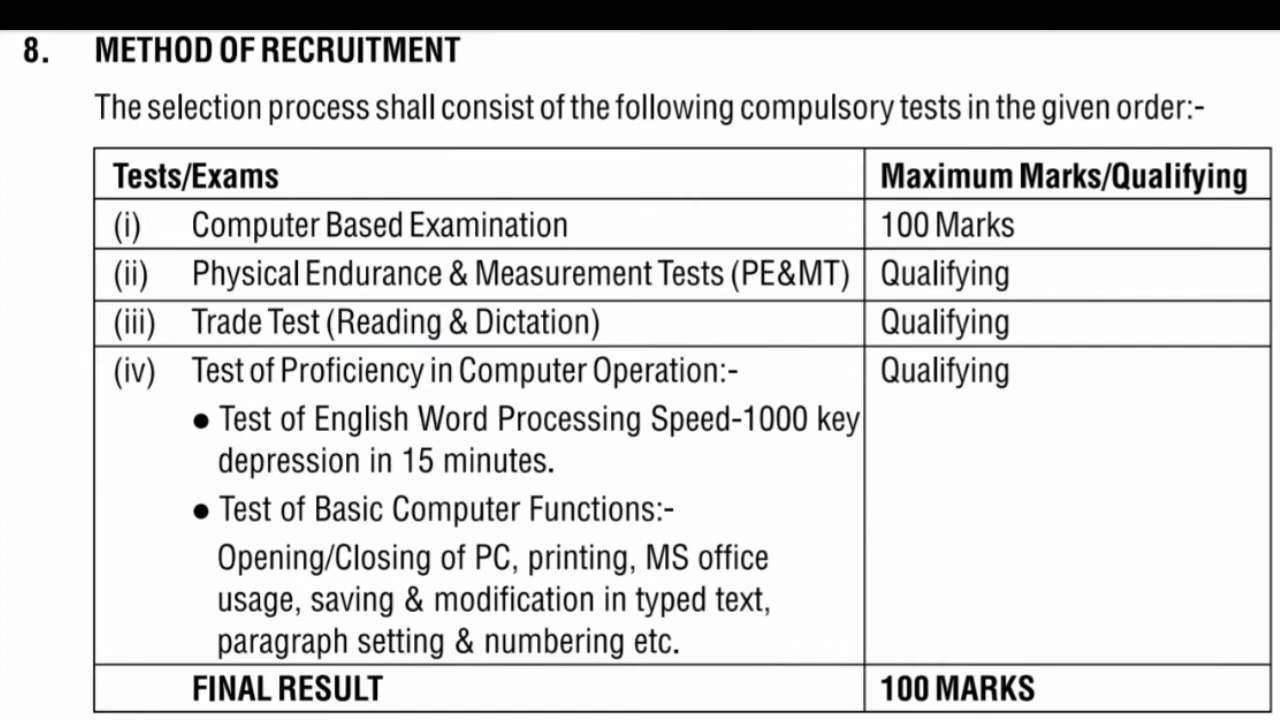 8. METHOD OF RECRUITMENT
The selection process shall consist of the following compulsory tests in the given order:-
Tests/Exams Maximum Marks/Qualifying
(i) Computer Based Examination 100 Marks
(ii) Physical Endurance & Measurement Tests (PE&MT) Qualifying
(iii) Trade Test (Reading & Dictation) Qualifying
(iv) Test of Proficiency in Computer Operation:- Qualifying
● Test of English Word Processing Speed-1000 key
depression in 15 minutes.
● Test of Basic Computer Functions:-
Opening/Closing of PC, printing, MS office
usage, saving & modification in typed text,
paragraph setting & numbering etc.
FINAL RESULT 100 MARKS